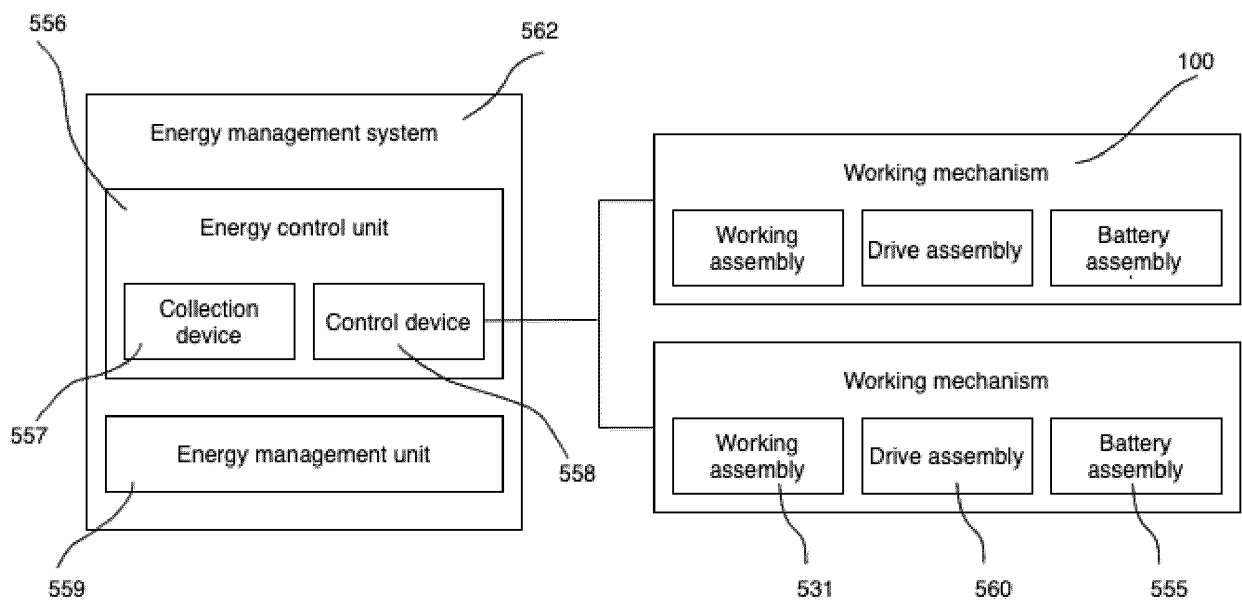 556
562
100
Energy management system
Energy control unit
Collection
device
Control device
Energy management unit
557
558
559
Working mechanism
Working
assembly
Drive assembly
Battery
assembly
Working mechanism
Working
assembly
Drive assembly
Battery
assembly
531
560
555